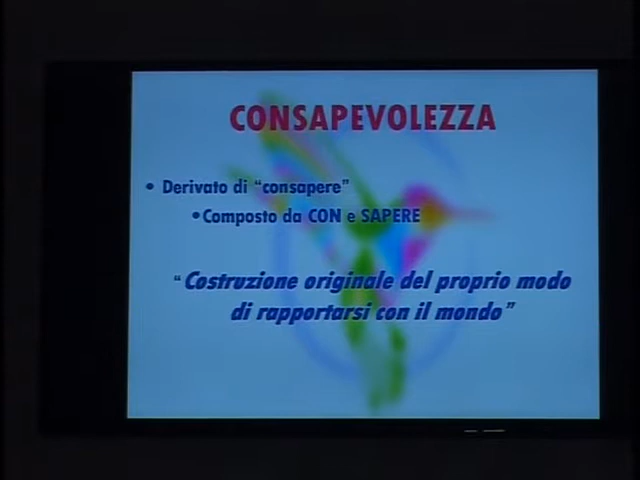 CONSAPEVOLEZZA
• Derivato di “consapere”
•Composto da CON e SAPERE
“Costruzione originale del proprio modo
di rapportarsi con il mondo”